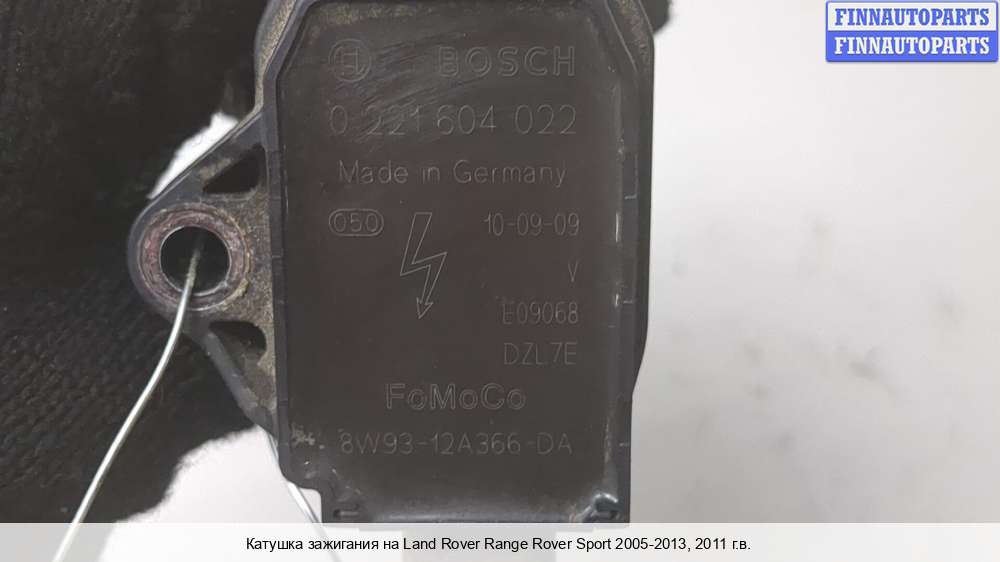 FINNAUTOPARTS
FINNAUTOPARTS
BOSCH
0 221 604 022
Made in Germany
050
10-09-09
V
E09068
DZL7E
FoMoCo
8W93-12A366-DA
Катушка зажигания на Land Rover Range Rover Sport 2005-2013, 2011 г.в.